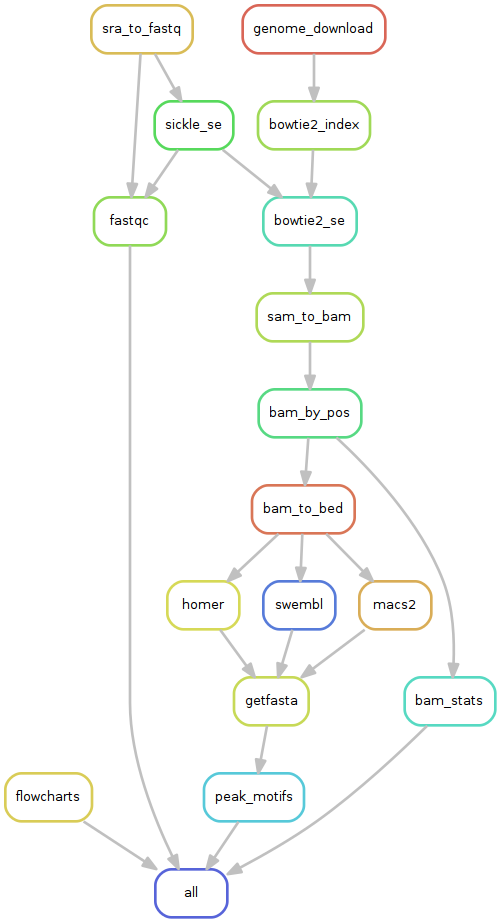 sra_to_fastq
genome_download
sickle_se
bowtie2_index
fastqc
bowtie2_se
sam_to_bam
bam_by_pos
bam_to_bed
homer
swembl
macs2
getfasta
bam_stats
flowcharts
peak_motifs
all